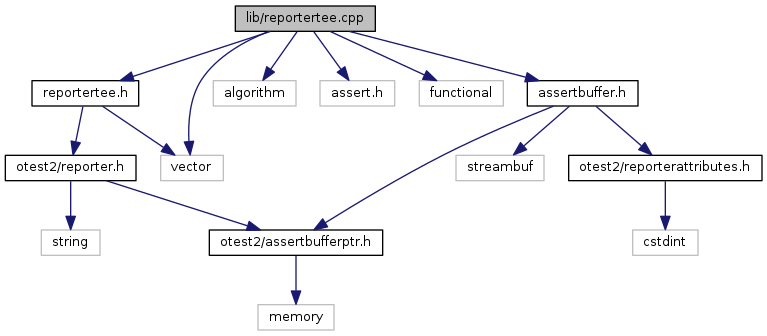 lib/reportertee.cpp
reportertee.h
algorithm
assert.h
functional
assertbuffer.h
otest2/reporter.h
vector
streambuf
otest2/reporterattributes.h
string
otest2/assertbufferptr.h
cstdint
memory